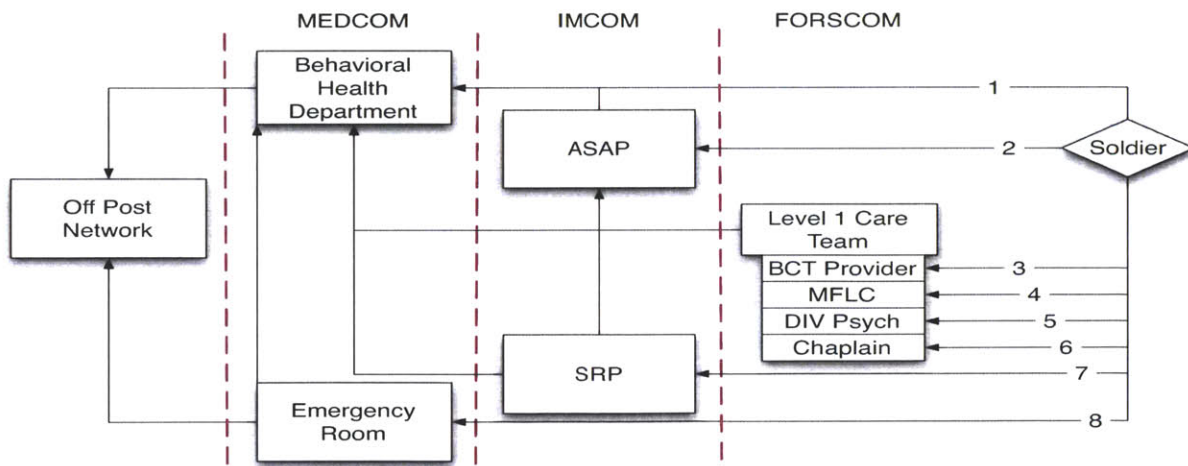 MEDCOM
IMCOM
FORSCOM
Behavioral
Health
Department
1
ASAP
2
Soldier
Off Post
Network
Level 1 Care
Team
BCT Provider
3
MFLC
4
DIV Psych
5
Chaplain
6
SRP
7
Emergency
Room
8